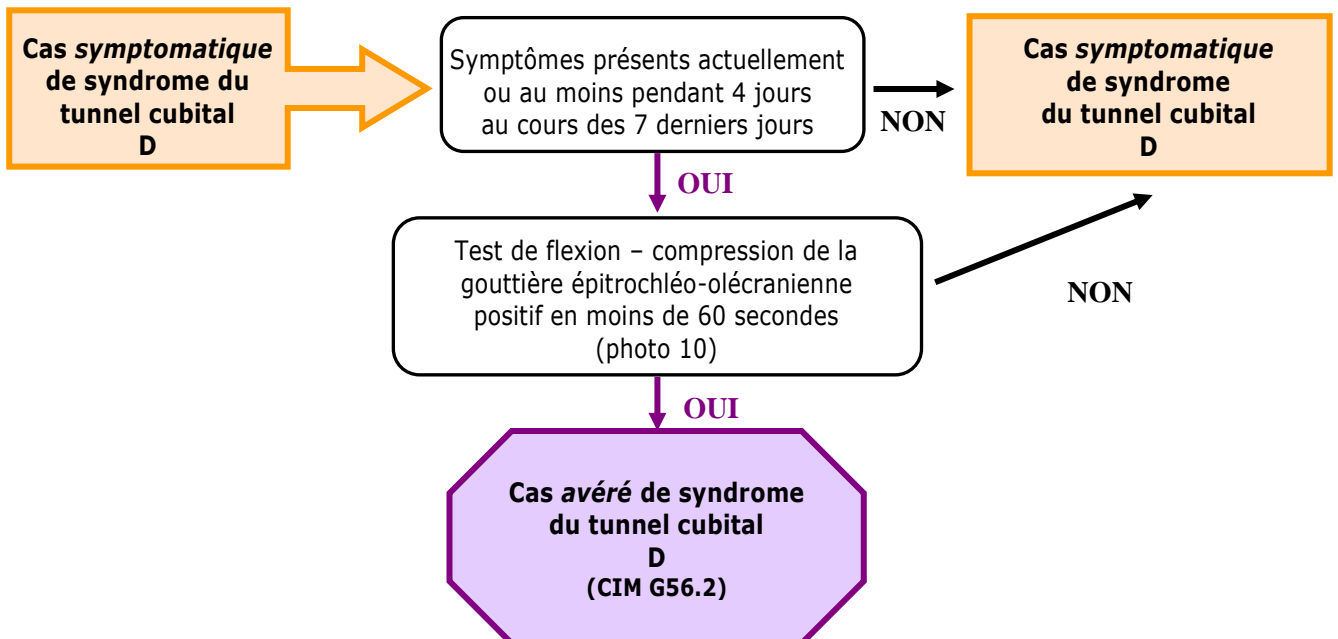 Cas symptomatique
de syndrome du
tunnel cubital
D
Symptômes présents actuellement
ou au moins pendant 4 jours
au cours des 7 derniers jours
NON
Cas symptomatique
de syndrome
du tunnel cubital
D
OUI
Test de flexion – compression de la
gouttière épitrochléo-olécranienne
positif en moins de 60 secondes
(photo 10)
NON
OUI
Cas avéré de syndrome
du tunnel cubital
D
(CIM G56.2)